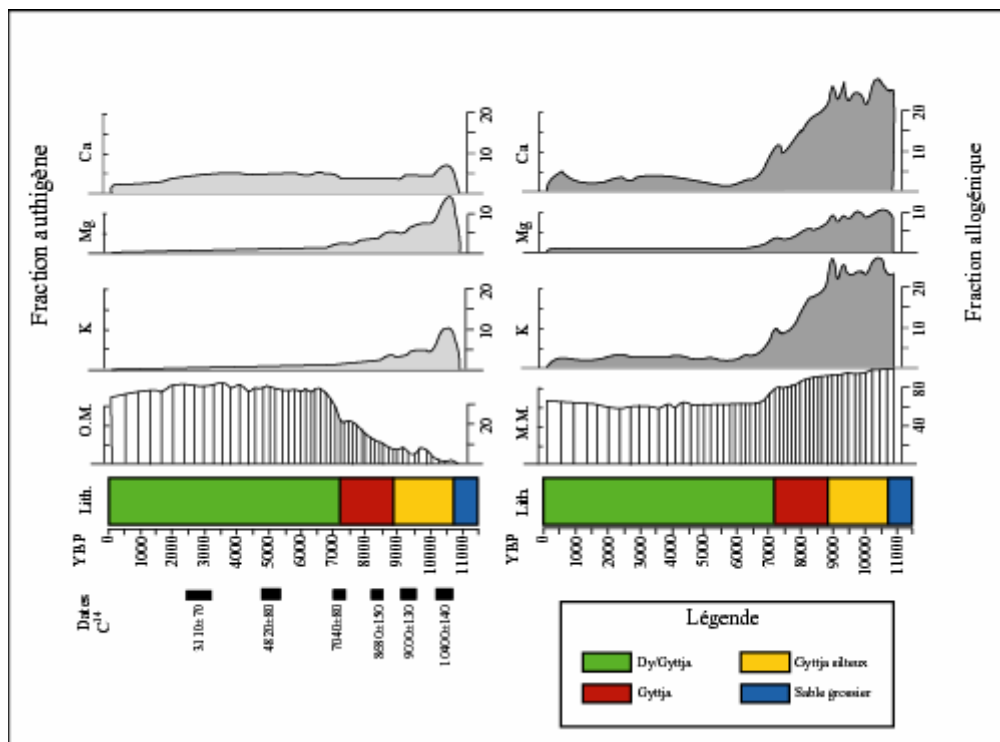 Fraction authigène
Ca
20
10
Mg
10
K
20
10
O.M.
20
Lith.
YBP
0
1000
2000
3000
4000
5000
6000
7000
8000
9000
10000
11000
Dates
C14
3110±70
4820±80
7040±80
8680±150
9000±130
10400±140
Fraction allogénique
Ca
20
10
Mg
10
K
20
10
M.M.
80
40
Lith.
YBP
0
1000
2000
3000
4000
5000
6000
7000
8000
9000
10000
11000
Légende
Dy/Gyttja
Gyttja silteux
Gyttja
Sable grossier